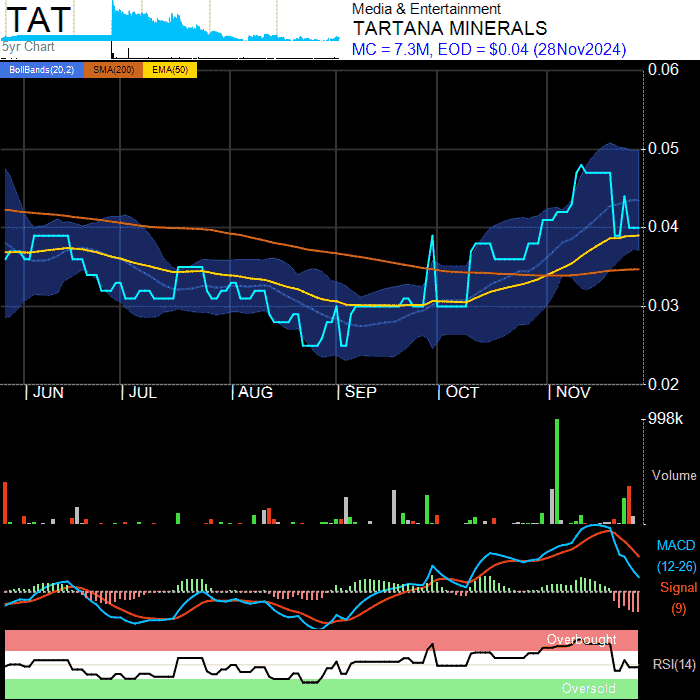 TAT
5yr Chart
Media & Entertainment
TARTANA MINERALS
MC = 7.3M, EOD = $0.04 (28Nov2024)
BollBands(20,2) SMA(200) EMA(50)
0.06
0.05
0.04
0.03
0.02
JUN JUL AUG SEP OCT NOV
998k
Volume
MACD
(12-26)
Signal
(9)
Overbought
RSI(14)
Oversold